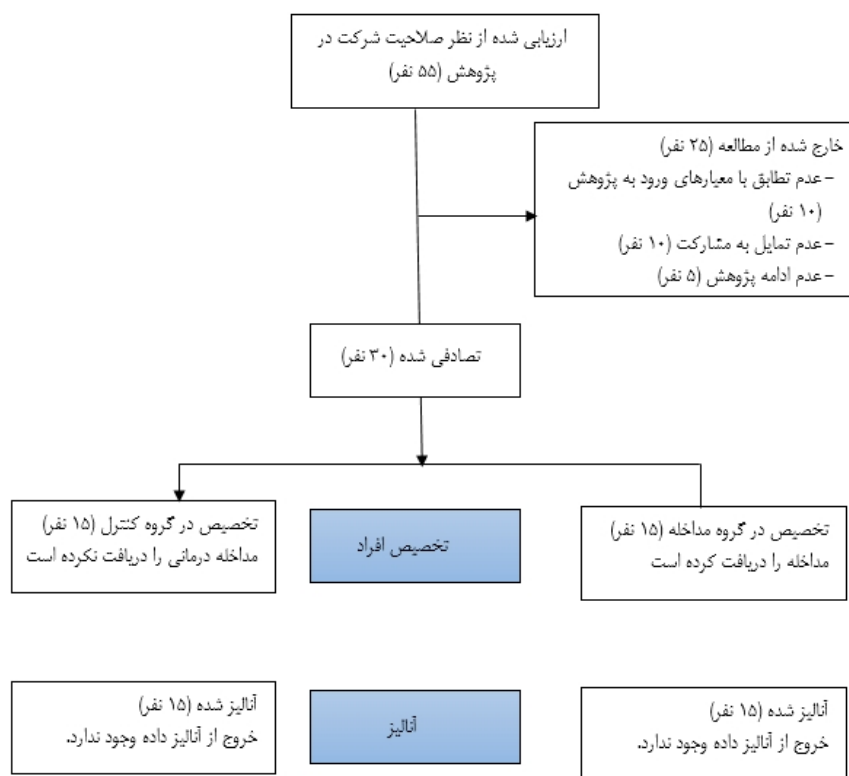 ارزیابی شده از نظر صلاحیت شرکت در
پژوهش (۵۵ نفر)
خارج شده از مطالعه (۲۵ نفر)
-عدم تطابق با معیارهای ورود به پژوهش
(۱۰ نفر)
-عدم تمایل به مشارکت (۱۰ نفر)
-عدم ادامه پژوهش (۵ نفر)
تصادفی شده (۳۰ نفر)
تخصیص در گروه مداخله (۱۵ نفر)
مداخله را دریافت کرده است
تخصیص افراد
تخصیص در گروه کنترل (۱۵ نفر)
مداخله درمانی را دریافت نکرده است
آنالیز شده (۱۵ نفر)
خروج از آنالیز داده وجود ندارد.
آنالیز
آنالیز شده (۱۵ نفر)
خروج از آنالیز داده وجود ندارد.